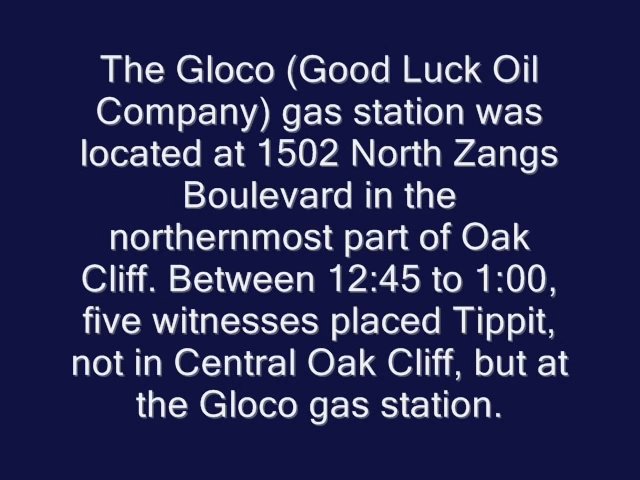 The Gloco (Good Luck Oil
Company) gas station was
located at 1502 North Zangs
Boulevard in the
northernmost part of Oak
Cliff. Between 12:45 to 1:00,
five witnesses placed Tippit,
not in Central Oak Cliff, but at
the Gloco gas station.